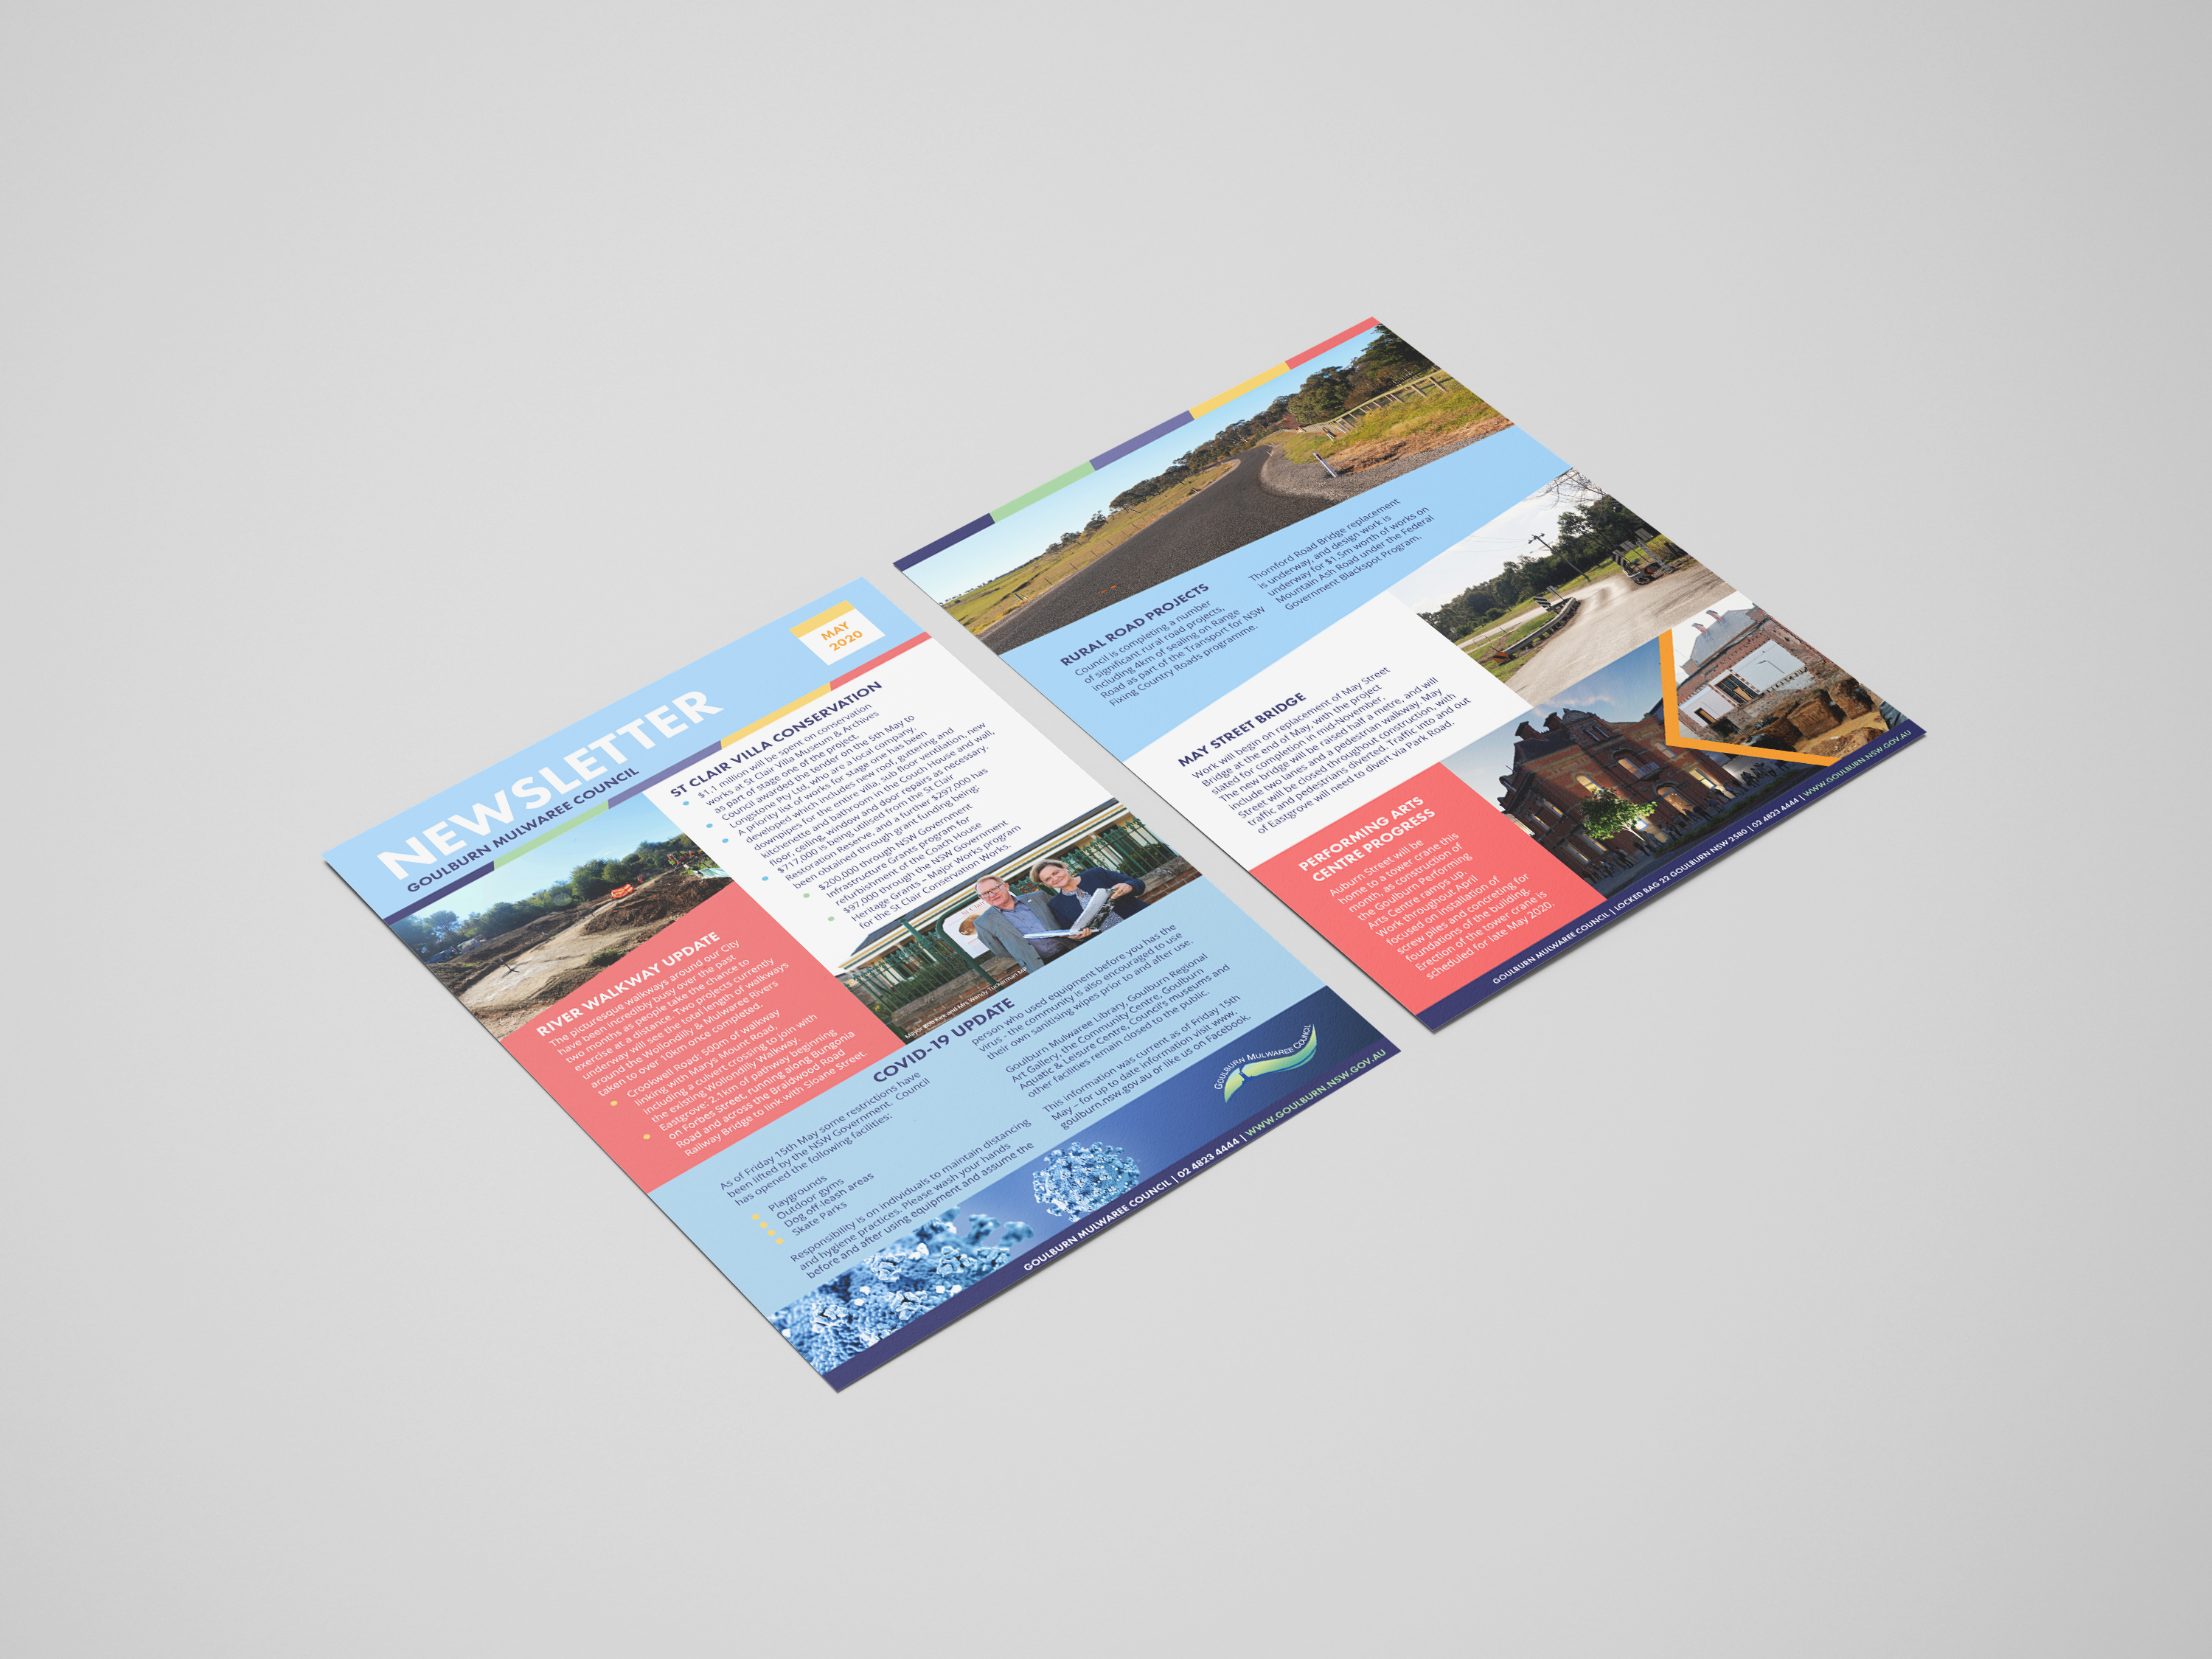 NEWSLETTER
GOULBURN MULWAREE COUNCIL
MAY
2020
RIVER WALKWAY UPDATE
The picturesque walkways around our City
have been incredibly busy over the past
two months as people take the chance to
exercise at a distance. Two projects currently
underway will see the total length of walkways
around the Wollondilly & Mulwaree Rivers
taken to over 10km once completed.
Crookwell Road: 500m of walkway
linking with Marys Mount Road,
including a culvert crossing to join with
the existing Wollondilly Walkway.
Eastgrove: 2.1km of pathway beginning
on Forbes Street, running along Bungonia
Road and across the Braidwood Road
Railway Bridge to link with Sloane Street.
ST CLAIR VILLA CONSERVATION
$1.1 million will be spent on conservation
works at St Clair Villa Museum & Archives
as part of stage one of the project.
Council awarded the tender on the 5th May to
Longstone Pty Ltd, who are a local company.
A priority list of works for stage one has been
developed which includes new roof, guttering and
downpipes for the entire villa, sub floor ventilation, new
kitchenette and bathroom in the Couch House and wall,
floor, ceiling, window and door repairs as necessary.
$717,000 is being utilised from the St Clair
Restoration Reserve, and a further $297,000 has
been obtained through grant funding being:
$200,000 through NSW Government
Infrastructure Grants program for
refurbishment of the Coach House
$97,000 through the NSW Government
Heritage Grants – Major Works program
for the St Clair Conservation Works.
Mayor Bob Kirk and Mrs Wendy Tuckerman MP
COVID-19 UPDATE
As of Friday 15th May some restrictions have
been lifted by the NSW Government. Council
has opened the following facilities:
Playgrounds
Outdoor gyms
Dog off-leash areas
Skate Parks
Responsibility is on individuals to maintain distancing
and hygiene practices. Please wash your hands
before and after using equipment and assume the
person who used equipment before you has the
virus - the community is also encouraged to use
their own sanitising wipes prior to and after use.
Goulburn Mulwaree Library, Goulburn Regional
Art Gallery, the Community Centre, Goulburn
Aquatic & Leisure Centre, Council's museums and
other facilities remain closed to the public.
This information was current as of Friday 15th
May – for up to date information visit www.
goulburn.nsw.gov.au or like us on Facebook.
GOULBURN MULWAREE COUNCIL
GOULBURN MULWAREE COUNCIL | 02 4823 4444 | WWW.GOULBURN.NSW.GOV.AU
RURAL ROAD PROJECTS
Council is completing a number
of significant rural road projects,
including 4km of sealing on Range
Road as part of the Transport for NSW
Fixing Country Roads programme.
Thornford Road Bridge replacement
is underway, and design work is
underway for $1.5m worth of works on
Mountain Ash Road under the Federal
Government Blackspot Program.
MAY STREET BRIDGE
Work will begin on replacement of May Street
Bridge at the end of May, with the project
slated for completion in mid-November.
The new bridge will be raised half a metre, and will
include two lanes and a pedestrian walkway. May
Street will be closed throughout construction, with
traffic and pedestrians diverted. Traffic into and out
of Eastgrove will need to divert via Park Road.
PERFORMING ARTS
CENTRE PROGRESS
Auburn Street will be
home to a tower crane this
month, as construction of
the Goulburn Performing
Arts Centre ramps up.
Work throughout April
focused on installation of
screw piles and concreting for
foundations of the building.
Erection of the tower crane is
scheduled for late May 2020.
GOULBURN MULWAREE COUNCIL | LOCKED BAG 22 GOULBURN NSW 2580 | 02 4823 4444 | WWW.GOULBURN.NSW.GOV.AU